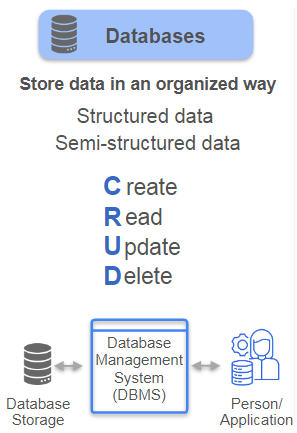 Databases
Store data in an organized way
Structured data
Semi-structured data
Create
Read
Update
Delete
Database
Storage
Database
Management
System
(DBMS)
Person/
Application